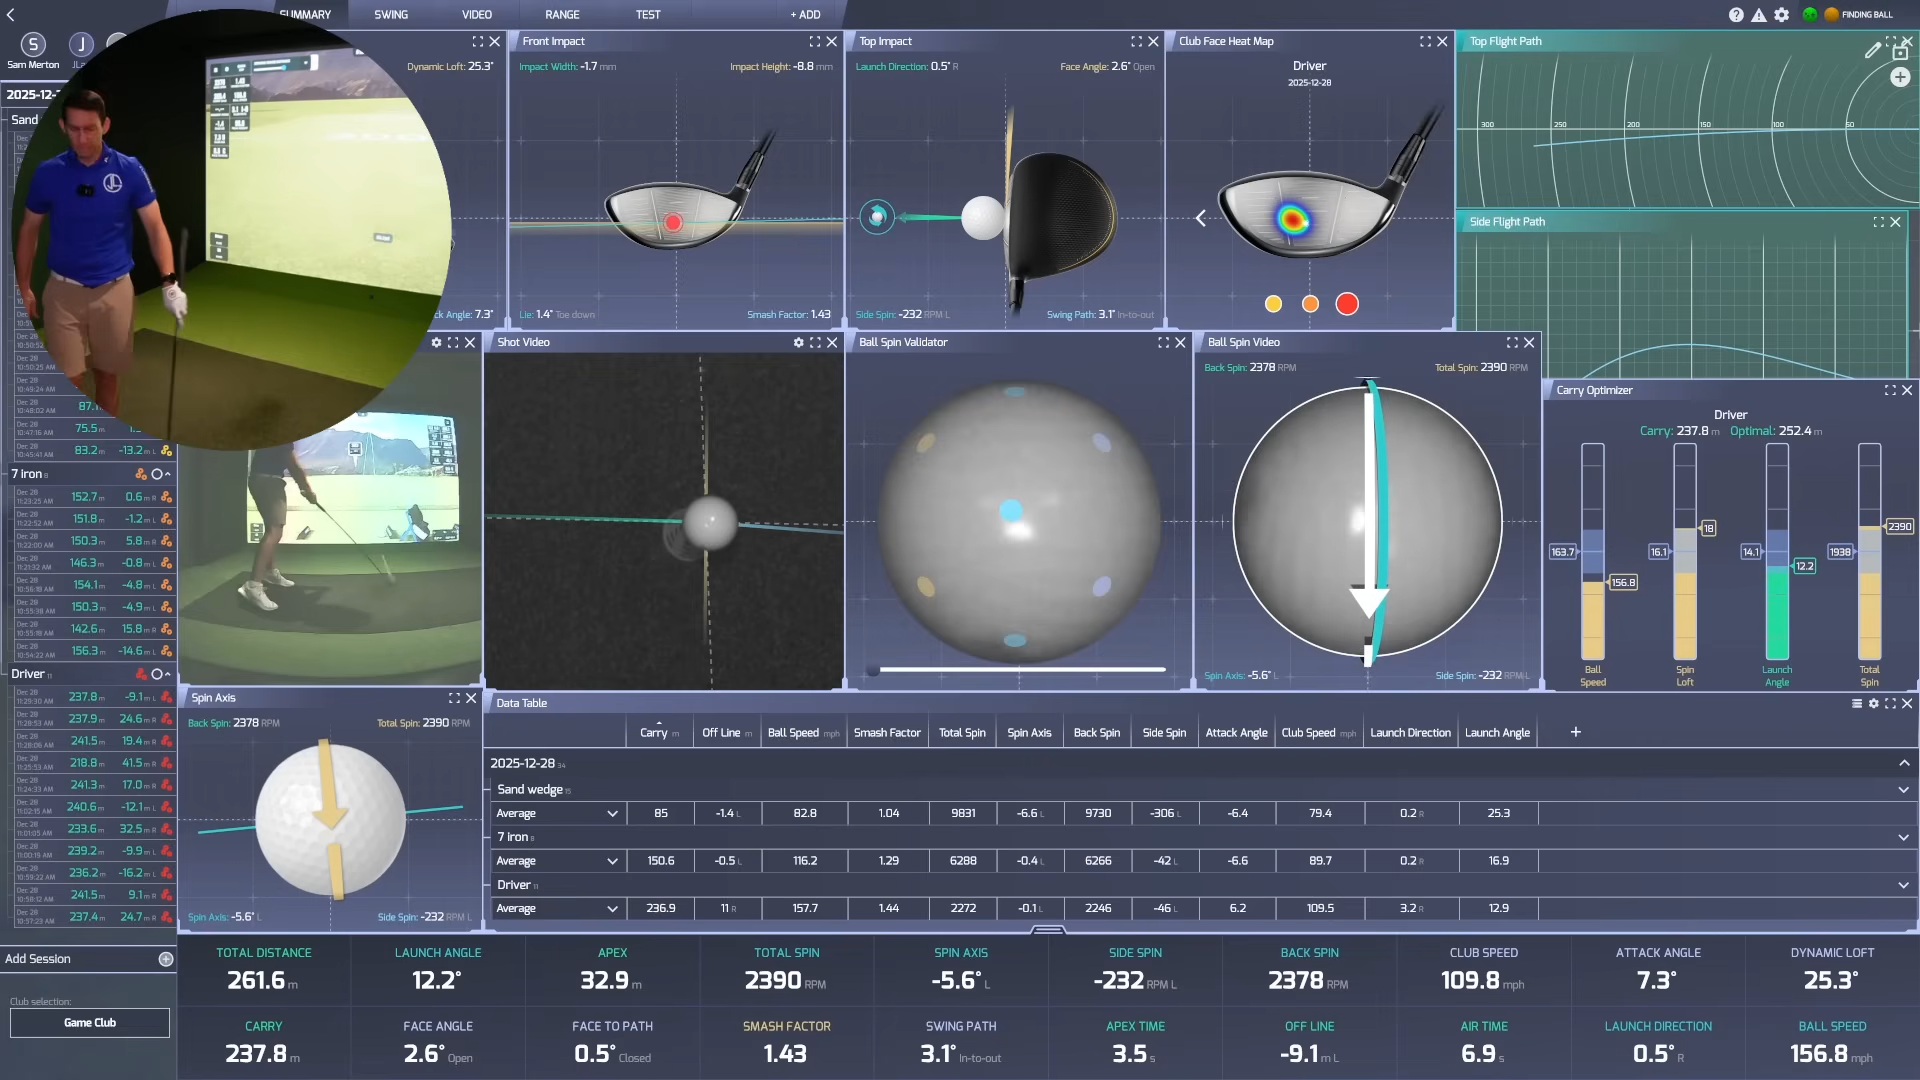 SUMMARY
SWING
VIDEO
RANGE
TEST
+ ADD
FINDING BALL
S
J
Sam Merton
2025-12-
Sand
Dynamic Loft: 25.3°
Front Impact
Impact Width: -1.7 mm
Impact Height: -8.8 mm
Lie: 1.4° Toe down
Smash Factor: 1.43
Top Impact
Launch Direction: 0.5° R
Face Angle: 2.6° Open
Side Spin: -232 RPM L
Swing Path: 3.1° In-to-out
Club Face Heat Map
Driver
2025-12-28
Top Flight Path
300 250 200 150 100 50
Side Flight Path
ck Angle: 7.3°
87.1
75.5 m
83.2 m -13.2 m L
7 iron 8
152.7 m 0.6 m R
151.8 m -1.2 m L
150.3 m 5.8 m R
146.3 m -0.8 m L
154.1 m -4.8 m L
150.3 m -4.9 m L
142.6 m 15.8 m R
156.3 m -14.6 m L
Driver 11
237.8 m -9.1 m L
237.9 m 24.6 m R
241.5 m 19.4 m R
218.8 m 41.5 m R
241.3 m 17.0 m R
240.6 m -12.1 m L
233.6 m 32.5 m R
239.2 m -9.9 m L
236.2 m -16.2 m L
241.5 m 9.1 m R
237.4 m 24.7 m R
Add Session
Club selection:
Game Club
Shot Video
Ball Spin Validator
Ball Spin Video
Back Spin: 2378 RPM
Total Spin: 2390 RPM
Spin Axis: -5.6° L
Side Spin: -232 RPM L
Carry Optimizer
Driver
Carry: 237.8 m Optimal: 252.4 m
163.7 156.8
16.1 18
14.1 12.2
1938 2390
Ball Speed
Spin Loft
Launch Angle
Total Spin
Spin Axis
Back Spin: 2378 RPM
Total Spin: 2390 RPM
Spin Axis: -5.6° L
Side Spin: -232 RPM L
Data Table
Carry m Off Line m Ball Speed mph Smash Factor Total Spin Spin Axis Back Spin Side Spin Attack Angle Club Speed mph Launch Direction Launch Angle +
2025-12-28 34
Sand wedge 15
Average 85 -1.4 L 82.8 1.04 9831 -6.6 L 9730 -306 L -6.4 79.4 0.2 R 25.3
7 iron 8
Average 150.6 -0.5 L 116.2 1.29 6288 -0.4 L 6266 -42 L -6.6 89.7 0.2 R 16.9
Driver 11
Average 236.9 11 R 157.7 1.44 2272 -0.1 L 2246 -46 L 6.2 109.5 3.2 R 12.9
TOTAL DISTANCE LAUNCH ANGLE APEX TOTAL SPIN SPIN AXIS SIDE SPIN BACK SPIN CLUB SPEED ATTACK ANGLE DYNAMIC LOFT
261.6 m 12.2° 32.9 m 2390 RPM -5.6° L -232 RPM L 2378 RPM 109.8 mph 7.3° 25.3°
CARRY FACE ANGLE FACE TO PATH SMASH FACTOR SWING PATH APEX TIME OFF LINE AIR TIME LAUNCH DIRECTION BALL SPEED
237.8 m 2.6° Open 0.5° Closed 1.43 3.1° In-to-out 3.5 s -9.1 m L 6.9 s 0.5° R 156.8 mph